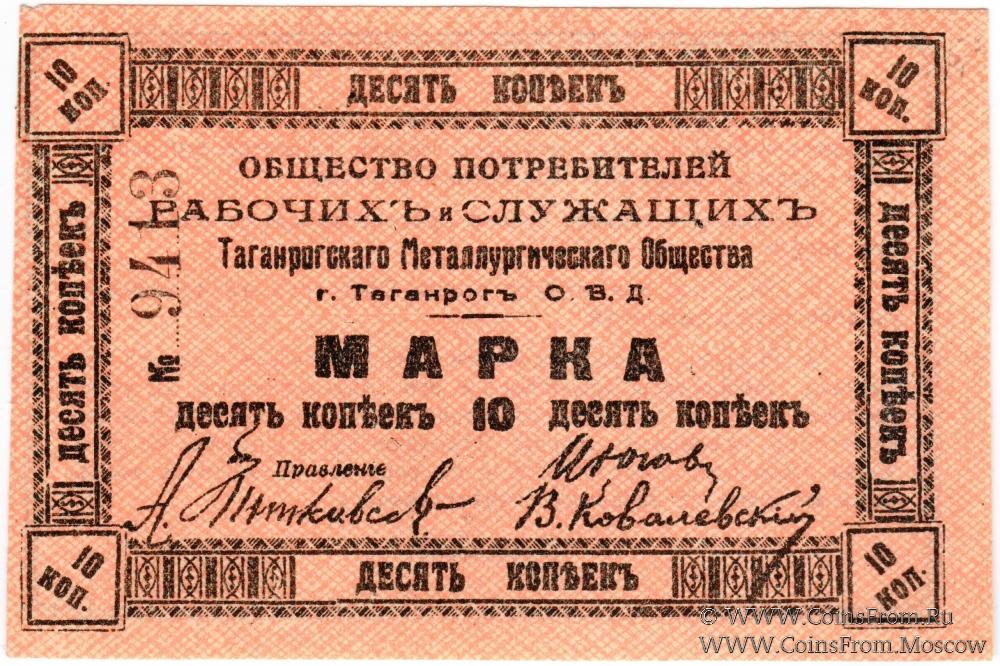 10 КОП.
ДЕСЯТЬ КОПѢЕКЪ
10 КОП.
ОБЩЕСТВО ПОТРЕБИТЕЛЕЙ
РАБОЧИХЪ и СЛУЖАЩИХЪ
Таганрогскаго Металлургическаго Общества
г. Таганрогъ О. В. Д.
МАРКА
десять копѣекъ 10 десять копѣекъ
№ 9413
ДЕСЯТЬ КОПѢЕКЪ
ДЕСЯТЬ КОПѢЕКЪ
Правленіе
В. Ковалевскій
10 КОП.
ДЕСЯТЬ КОПѢЕКЪ
10 КОП.
© WWW.CoinsFrom.Ru
WWW.CoinsFrom.Moscow